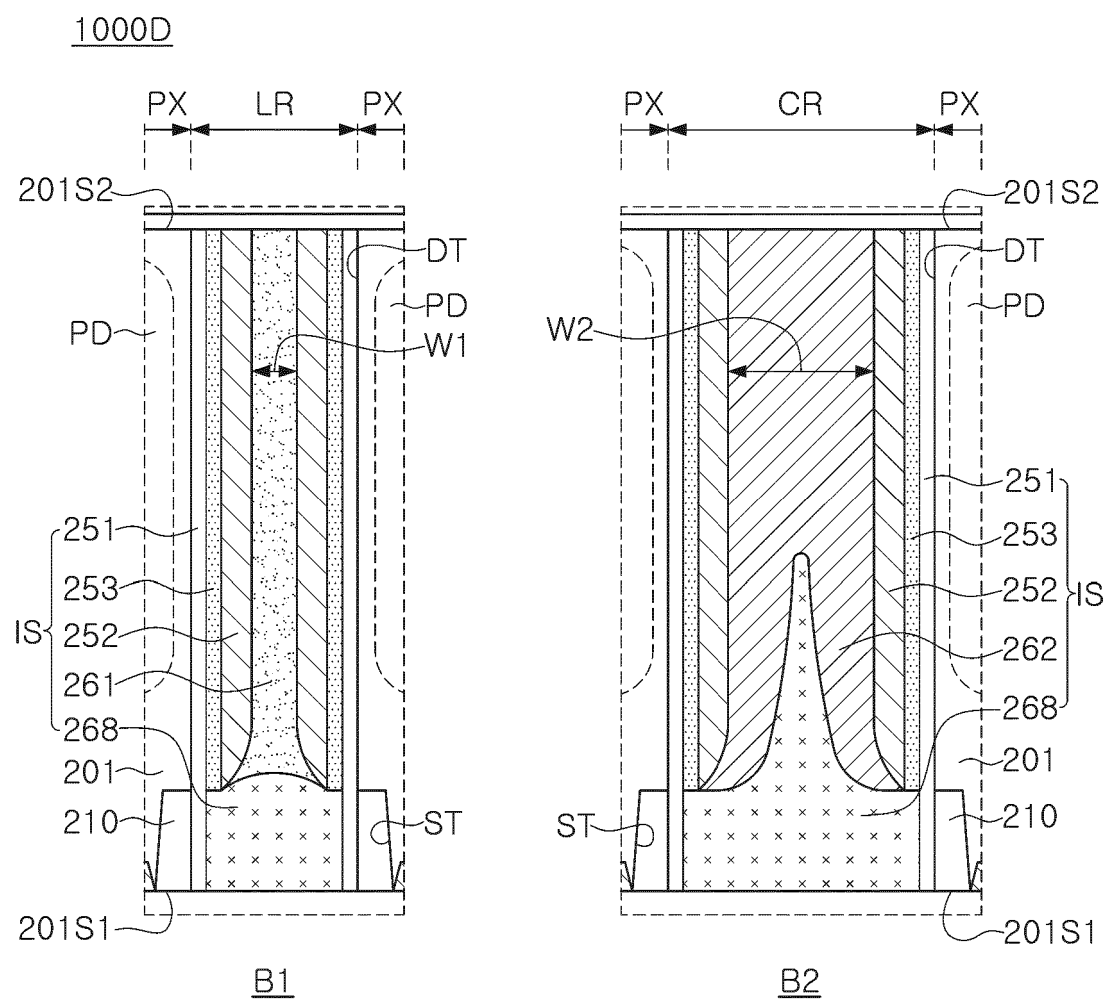 1000D
PX LR PX
PX CR PX
201S2
DT
PD
PD
W1
251
253
IS
252
261
268
201
210
ST
201S1
B1
201S2
DT
PD
W2
251
253
252
IS
262
268
201
ST
210
201S1
B2